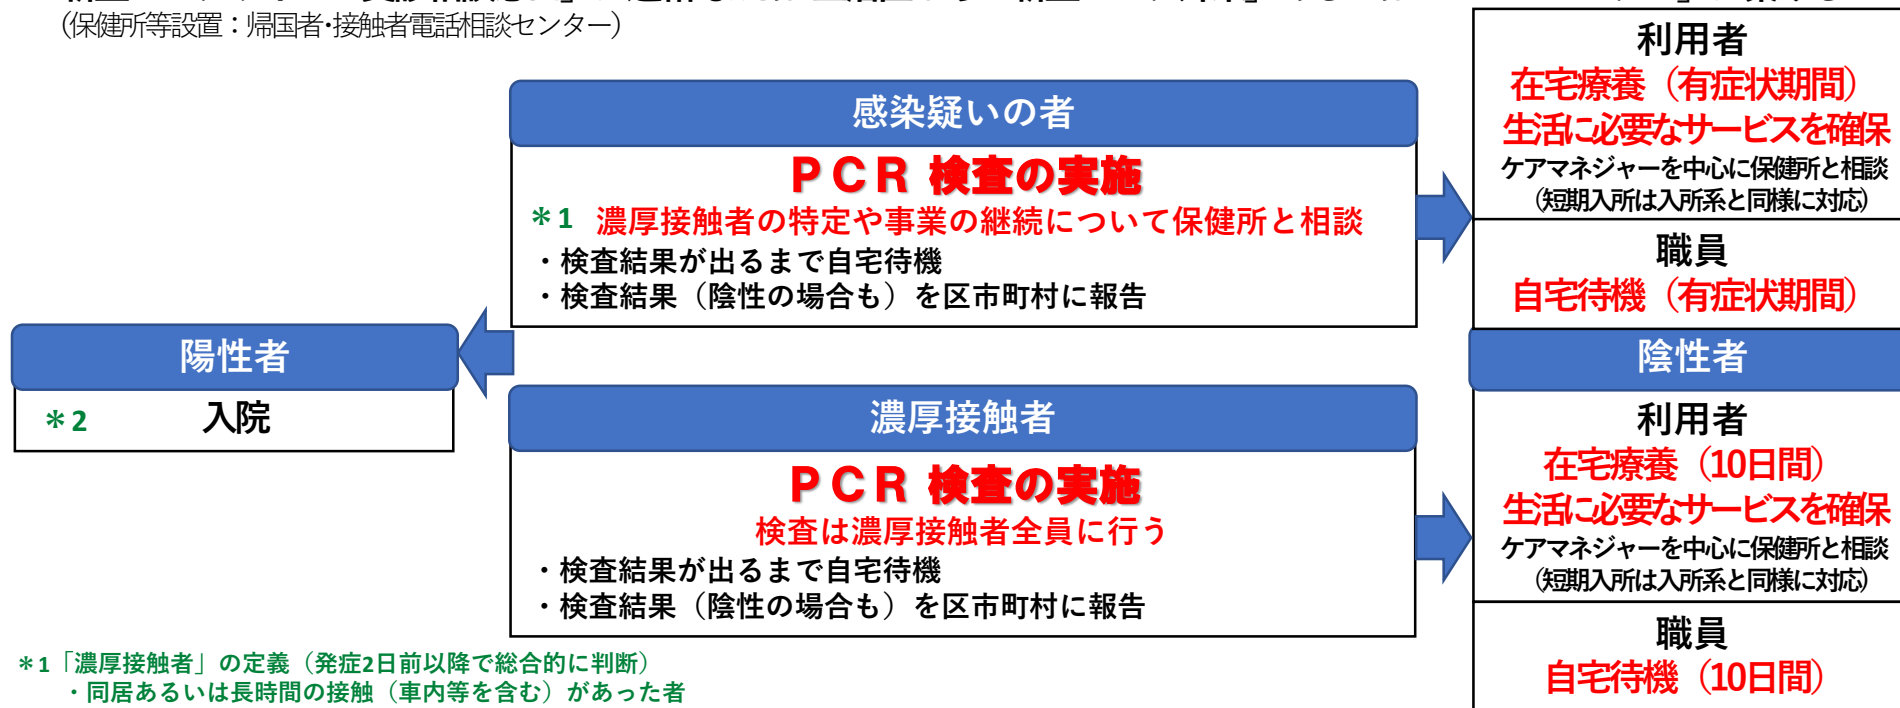 (保健所等設置：帰国者・接触者電話相談センター)
感染疑いの者
ＰＣＲ 検査の実施
＊1 濃厚接触者の特定や事業の継続について保健所と相談
・検査結果が出るまで自宅待機
・検査結果（陰性の場合も）を区市町村に報告
陽性者
＊2 入院
濃厚接触者
ＰＣＲ 検査の実施
検査は濃厚接触者全員に行う
・検査結果が出るまで自宅待機
・検査結果（陰性の場合も）を区市町村に報告
利用者
在宅療養（有症状期間）
生活に必要なサービスを確保
ケアマネジャーを中心に保健所と相談
（短期入所は入所系と同様に対応）
職員
自宅待機（有症状期間）
陰性者
利用者
在宅療養（10日間）
生活に必要なサービスを確保
ケアマネジャーを中心に保健所と相談
（短期入所は入所系と同様に対応）
職員
自宅待機（10日間）
＊1「濃厚接触者」の定義（発症2日前以降で総合的に判断）
・同居あるいは長時間の接触（車内等を含む）があった者